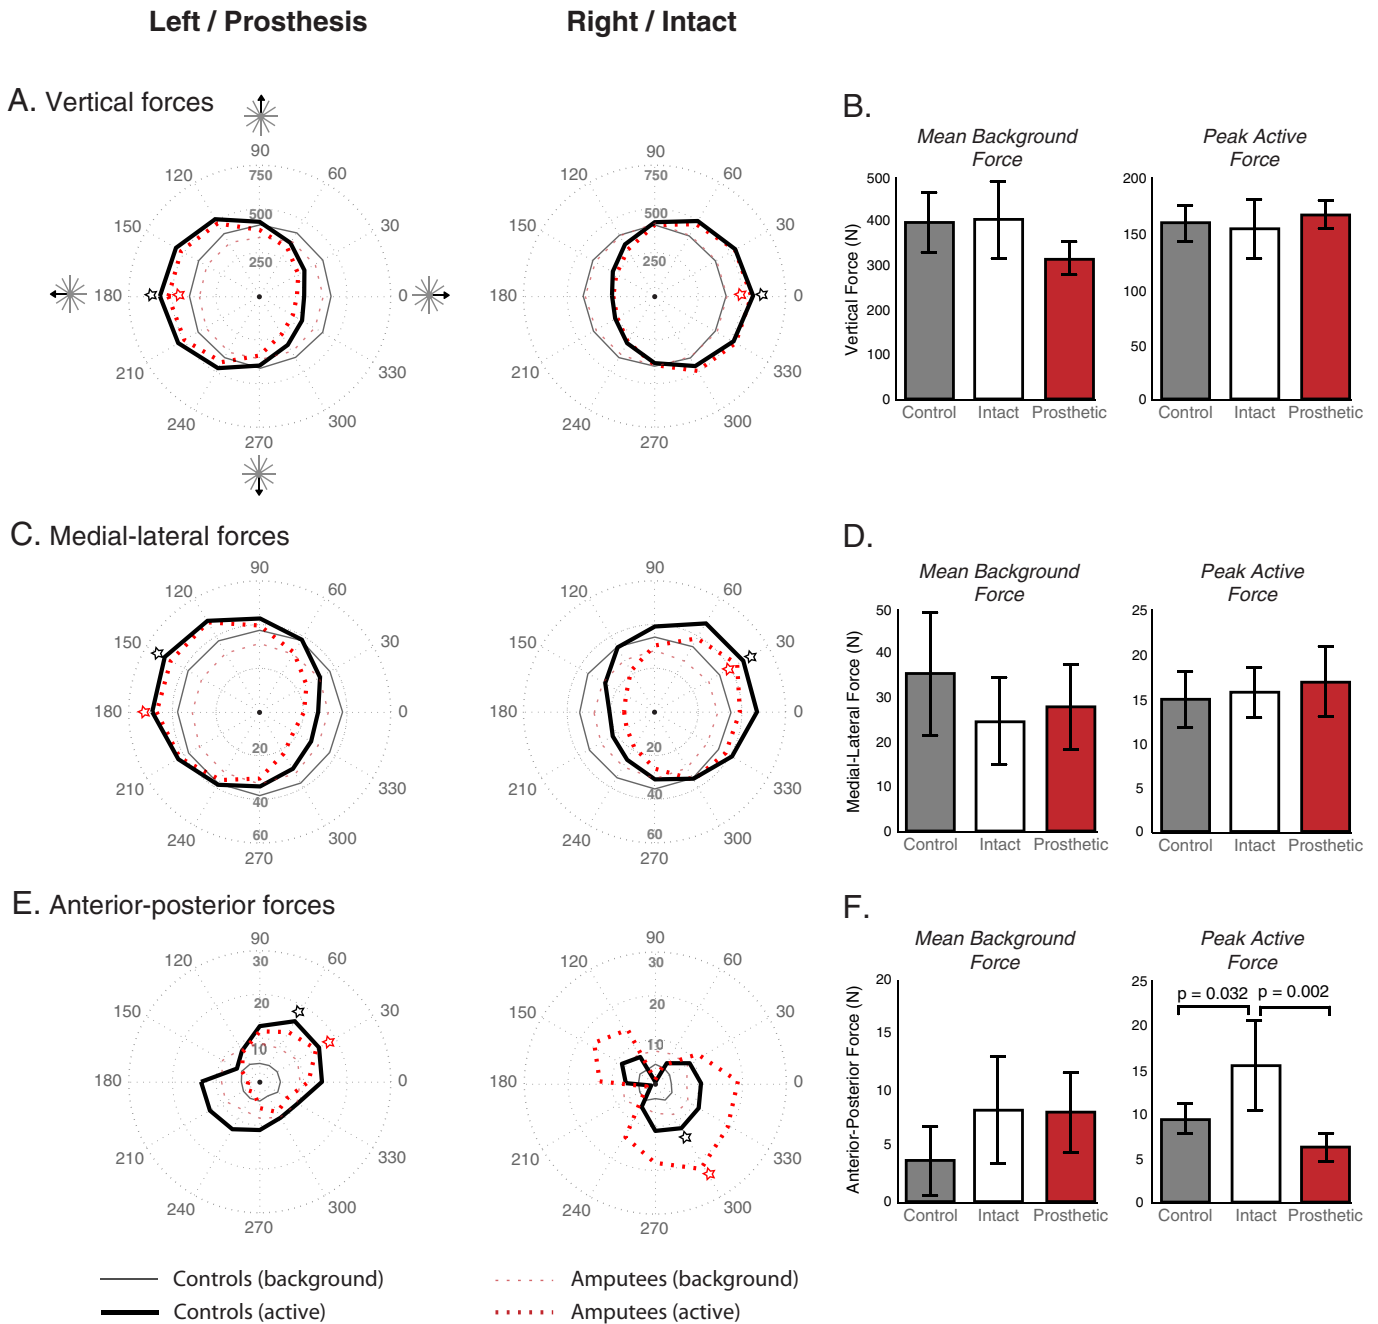 Left / Prosthesis
Right / Intact
A. Vertical forces
90
120
60
150
30
180
0
210
330
240
300
270
750
500
250
90
120
60
150
30
180
0
210
330
240
300
270
750
500
250
B.
Mean Background
Force
Peak Active
Force
Vertical Force (N)
500
400
300
200
100
0
Control
Intact
Prosthetic
200
150
100
50
0
Control
Intact
Prosthetic
C. Medial-lateral forces
90
120
60
150
30
180
0
210
330
240
300
270
20
40
60
90
120
60
150
30
180
0
210
330
240
300
270
20
40
60
D.
Mean Background
Force
Peak Active
Force
Medial-Lateral Force (N)
50
40
30
20
10
0
Control
Intact
Prosthetic
25
20
15
10
5
0
Control
Intact
Prosthetic
E. Anterior-posterior forces
90
120
60
150
30
180
0
210
330
240
300
270
30
20
10
90
120
60
150
30
180
0
210
330
240
300
270
30
20
10
F.
Mean Background
Force
Peak Active
Force
Anterior-Posterior Force (N)
20
15
10
5
0
Control
Intact
Prosthetic
25
20
15
10
5
0
p = 0.032
p = 0.002
Control
Intact
Prosthetic
Controls (background)
Controls (active)
Amputees (background)
Amputees (active)